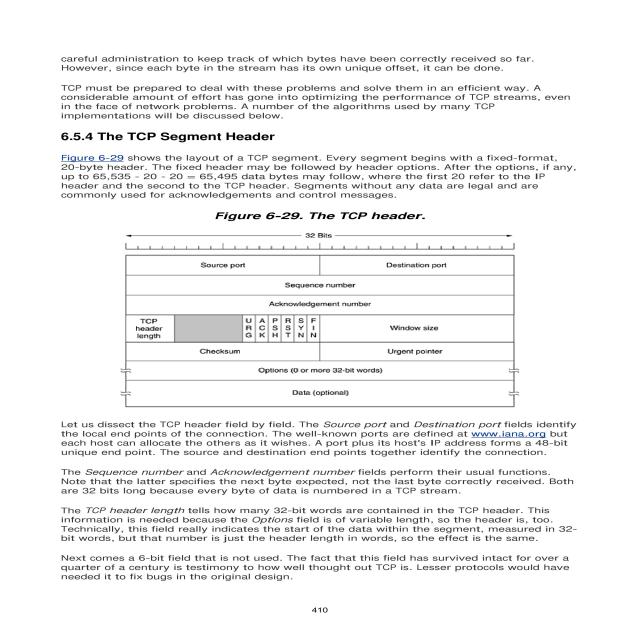 careful administration to keep track of which bytes have been correctly received so far.
However, since each byte in the stream has its own unique offset, it can be done.
TCP must be prepared to deal with these problems and solve them in an efficient way. A
considerable amount of effort has gone into optimizing the performance of TCP streams, even
in the face of network problems. A number of the algorithms used by many TCP
implementations will be discussed below.
6.5.4 The TCP Segment Header
Figure 6-29 shows the layout of a TCP segment. Every segment begins with a fixed-format,
20-byte header. The fixed header may be followed by header options. After the options, if any,
up to 65,535 - 20 - 20 = 65,495 data bytes may follow, where the first 20 refer to the IP
header and the second to the TCP header. Segments without any data are legal and are
commonly used for acknowledgements and control messages.
Figure 6-29. The TCP header.
32 Bits
Source port Destination port
Sequence number
Acknowledgement number
TCP header length URG ACK PSH RST SYN FIN Window size
Checksum Urgent pointer
Options (0 or more 32-bit words)
Data (optional)
Let us dissect the TCP header field by field. The Source port and Destination port fields identify
the local end points of the connection. The well-known ports are defined at www.iana.org but
each host can allocate the others as it wishes. A port plus its host's IP address forms a 48-bit
unique end point. The source and destination end points together identify the connection.
The Sequence number and Acknowledgement number fields perform their usual functions.
Note that the latter specifies the next byte expected, not the last byte correctly received. Both
are 32 bits long because every byte of data is numbered in a TCP stream.
The TCP header length tells how many 32-bit words are contained in the TCP header. This
information is needed because the Options field is of variable length, so the header is, too.
Technically, this field really indicates the start of the data within the segment, measured in 32-
bit words, but that number is just the header length in words, so the effect is the same.
Next comes a 6-bit field that is not used. The fact that this field has survived intact for over a
quarter of a century is testimony to how well thought out TCP is. Lesser protocols would have
needed it to fix bugs in the original design.
410